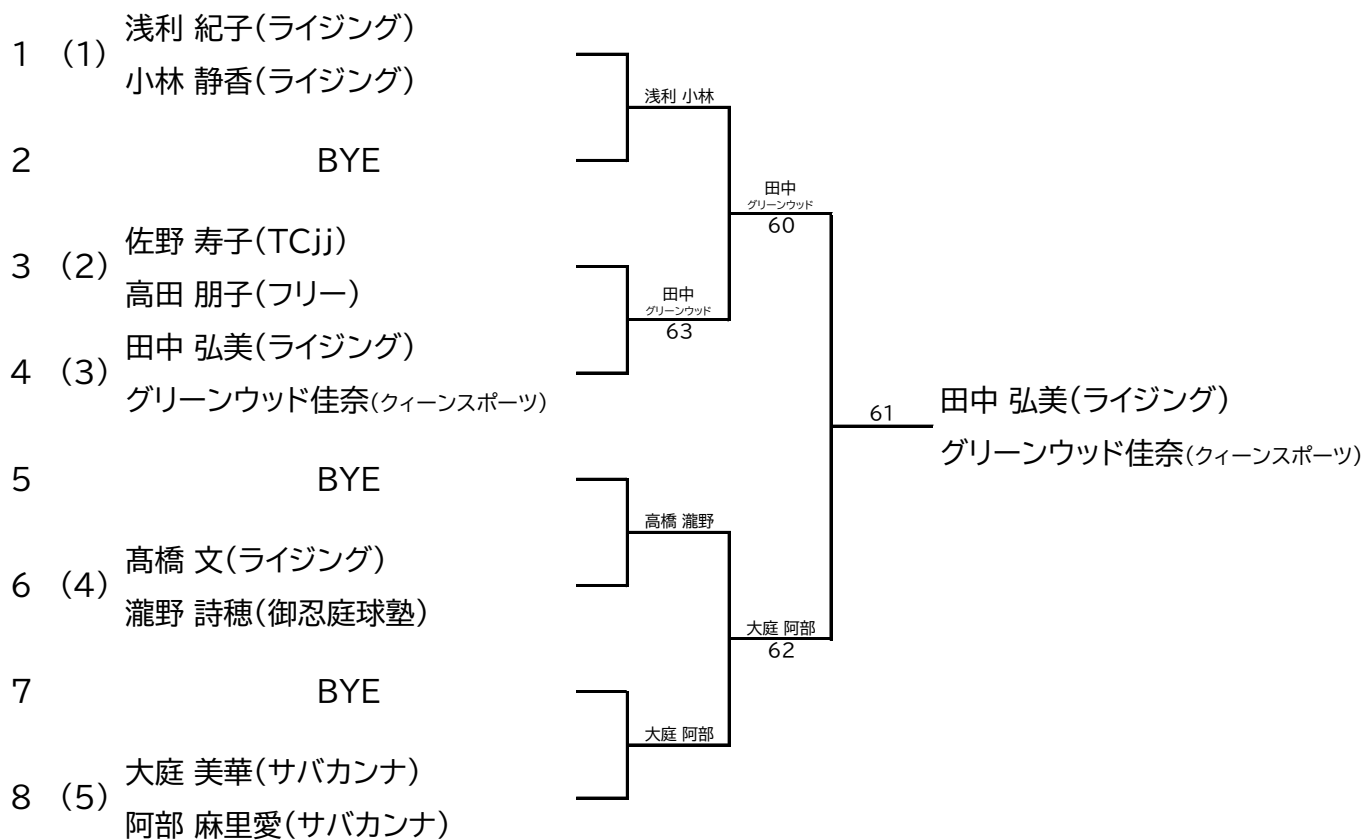 浅利 紀子(ライジング)
1 (1)
小林 静香(ライジング)
浅利 小林
2 BYE
田中
グリーンウッド
60
佐野 寿子(TCjj)
3 (2)
高田 朋子(フリー)
田中
グリーンウッド
63
田中 弘美(ライジング)
4 (3)
グリーンウッド佳奈(クィーンスポーツ)
61
田中 弘美(ライジング)
グリーンウッド佳奈(クィーンスポーツ)
5 BYE
高橋 瀧野
髙橋 文(ライジング)
6 (4)
瀧野 詩穂(御忍庭球塾)
大庭 阿部
62
7 BYE
大庭 阿部
大庭 美華(サバカンナ)
8 (5)
阿部 麻里愛(サバカンナ)